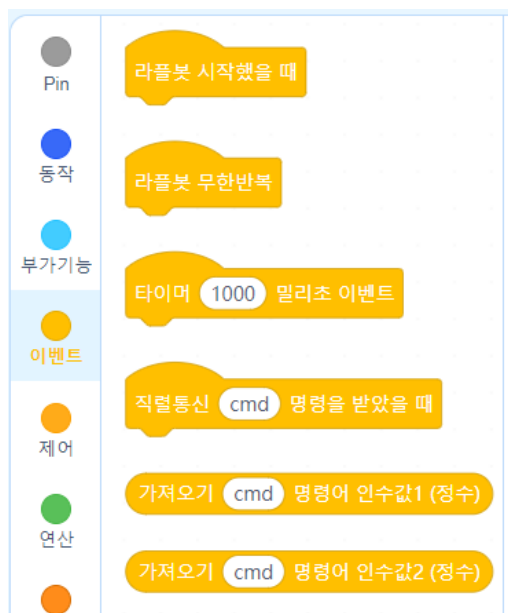 Pin
동작
부가기능
이벤트
제어
연산
라플봇 시작했을 때
라플봇 무한반복
타이머 1000 밀리초 이벤트
직렬통신 cmd 명령을 받았을 때
가져오기 cmd 명령어 인수값1 (정수)
가져오기 cmd 명령어 인수값2 (정수)